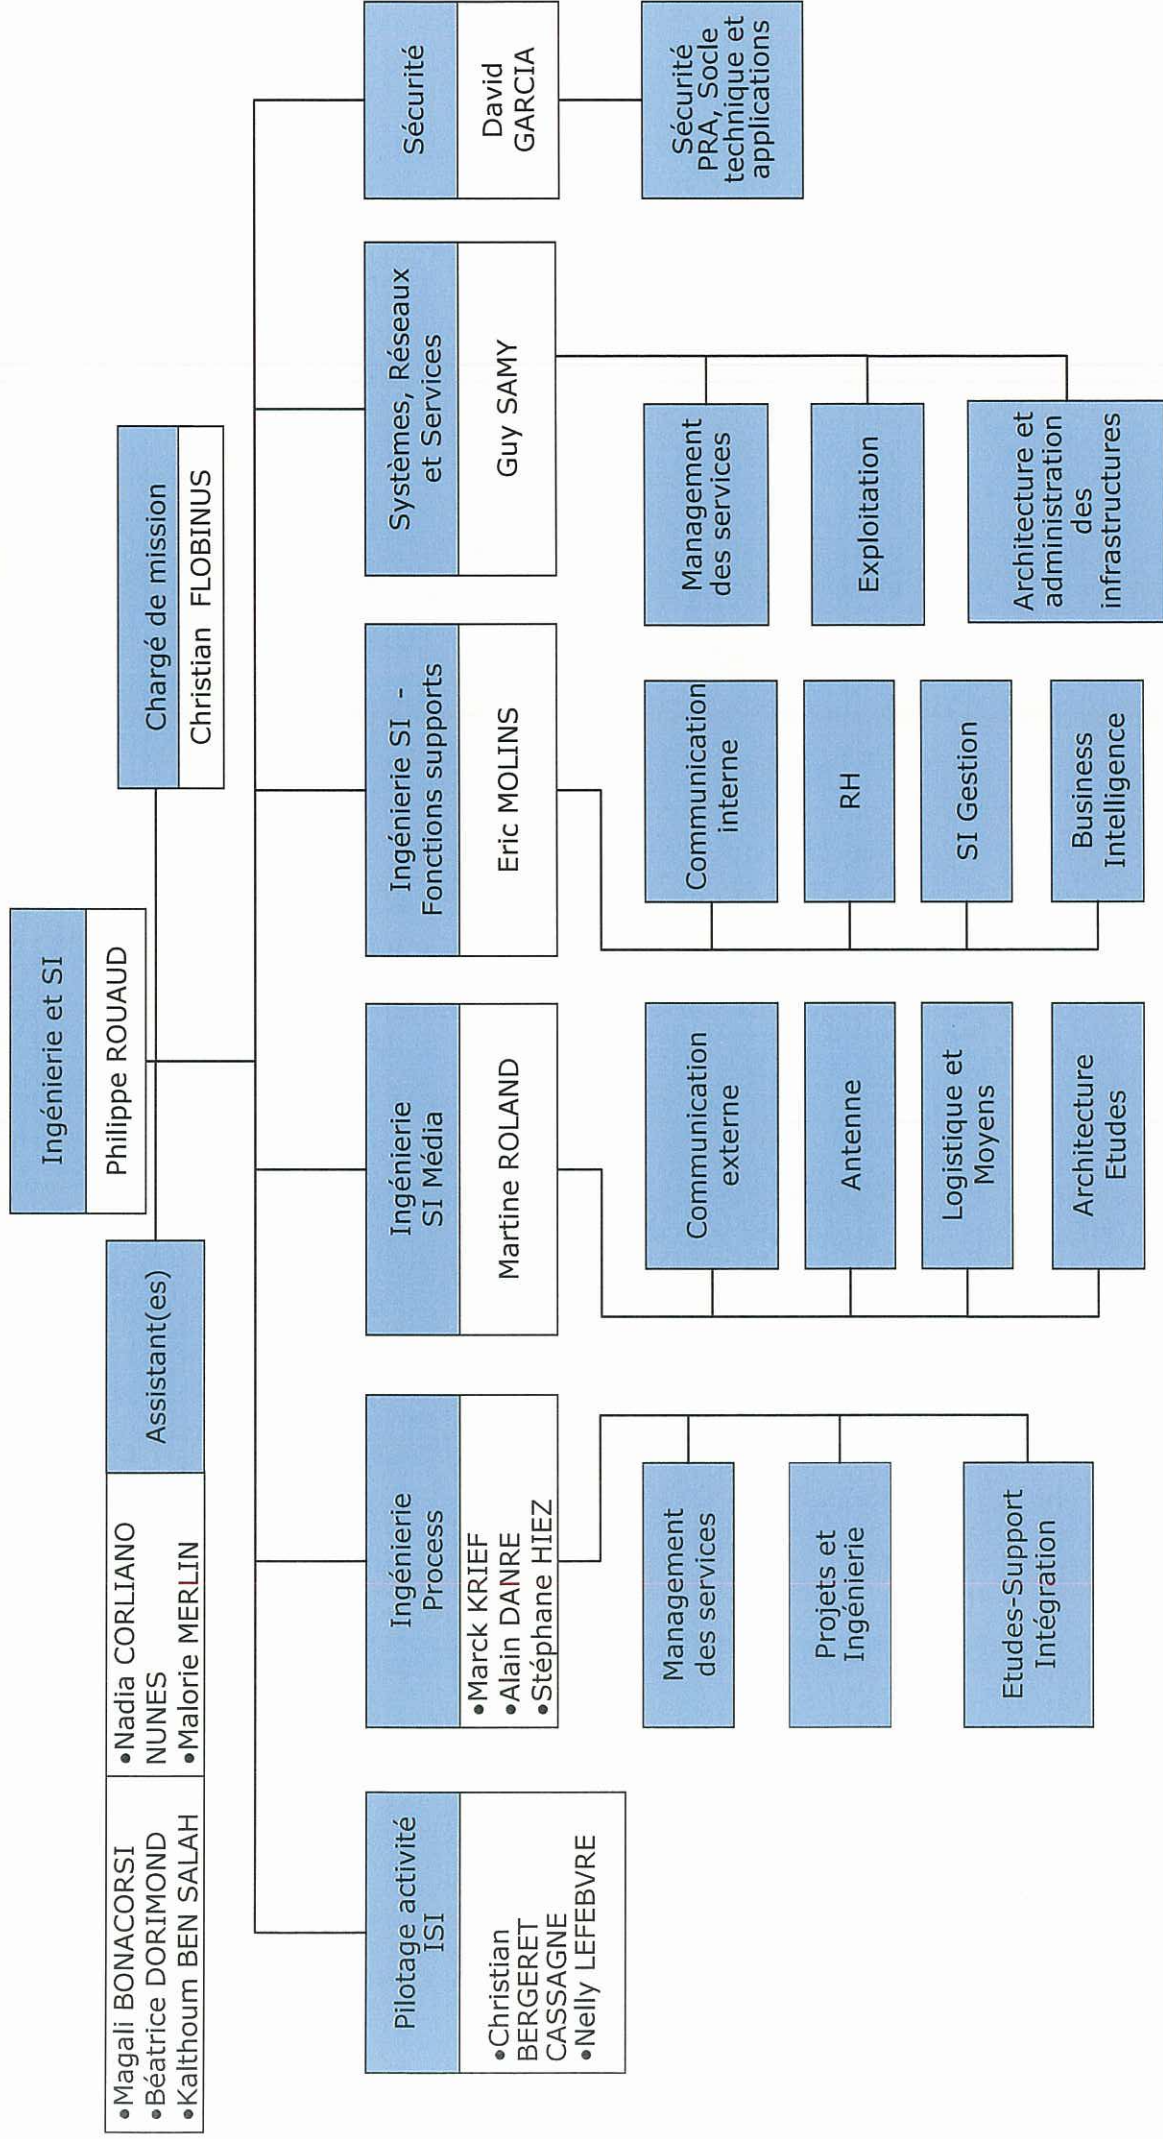 Ingénierie et SI
Philippe ROUAUD
Assistant(es)
•Magali BONACORSI
•Béatrice DORIMOND
•Kalthoum BEN SALAH
•Nadia CORLIANO
NUNES
•Malorie MERLIN
Chargé de mission
Christian FLOBINUS
Pilotage activité
ISI
•Christian
BERGERET
CASSAGNE
•Nelly LEFEBVRE
Ingénierie
Process
•Marck KRIEF
•Alain DANRE
•Stéphane HIEZ
Management
des services
Projets et
Ingénierie
Etudes-Support
Intégration
Ingénierie
SI Média
Martine ROLAND
Communication
externe
Antenne
Logistique et
Moyens
Architecture
Etudes
Ingénierie SI -
Fonctions supports
Eric MOLINS
Communication
interne
RH
SI Gestion
Business
Intelligence
Systèmes, Réseaux
et Services
Guy SAMY
Management
des services
Exploitation
Architecture et
administration
des
infrastructures
Sécurité
David
GARCIA
Sécurité
PRA, Socle
technique et
applications